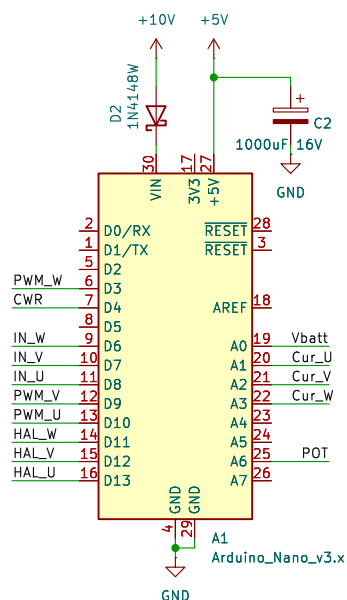 +10V
+5V
D2
1N4148W
+
C2
1000uF 16V
GND
30
17
27
VIN
3V3
+5V
2 D0/RX
RESET 28
1 D1/TX
RESET 3
5 D2
PWM_W 6 D3
CWR 7 D4
AREF 18
8 D5
IN_W 9 D6
A0 19 Vbatt
IN_V 10 D7
A1 20 Cur_U
IN_U 11 D8
A2 21 Cur_V
PWM_V 12 D9
A3 22 Cur_W
PWM_U 13 D10
A4 23
HAL_W 14 D11
A5 24
HAL_V 15 D12
A6 25 POT
HAL_U 16 D13
A7 26
GND
GND
4
29
A1
Arduino_Nano_v3.x
GND